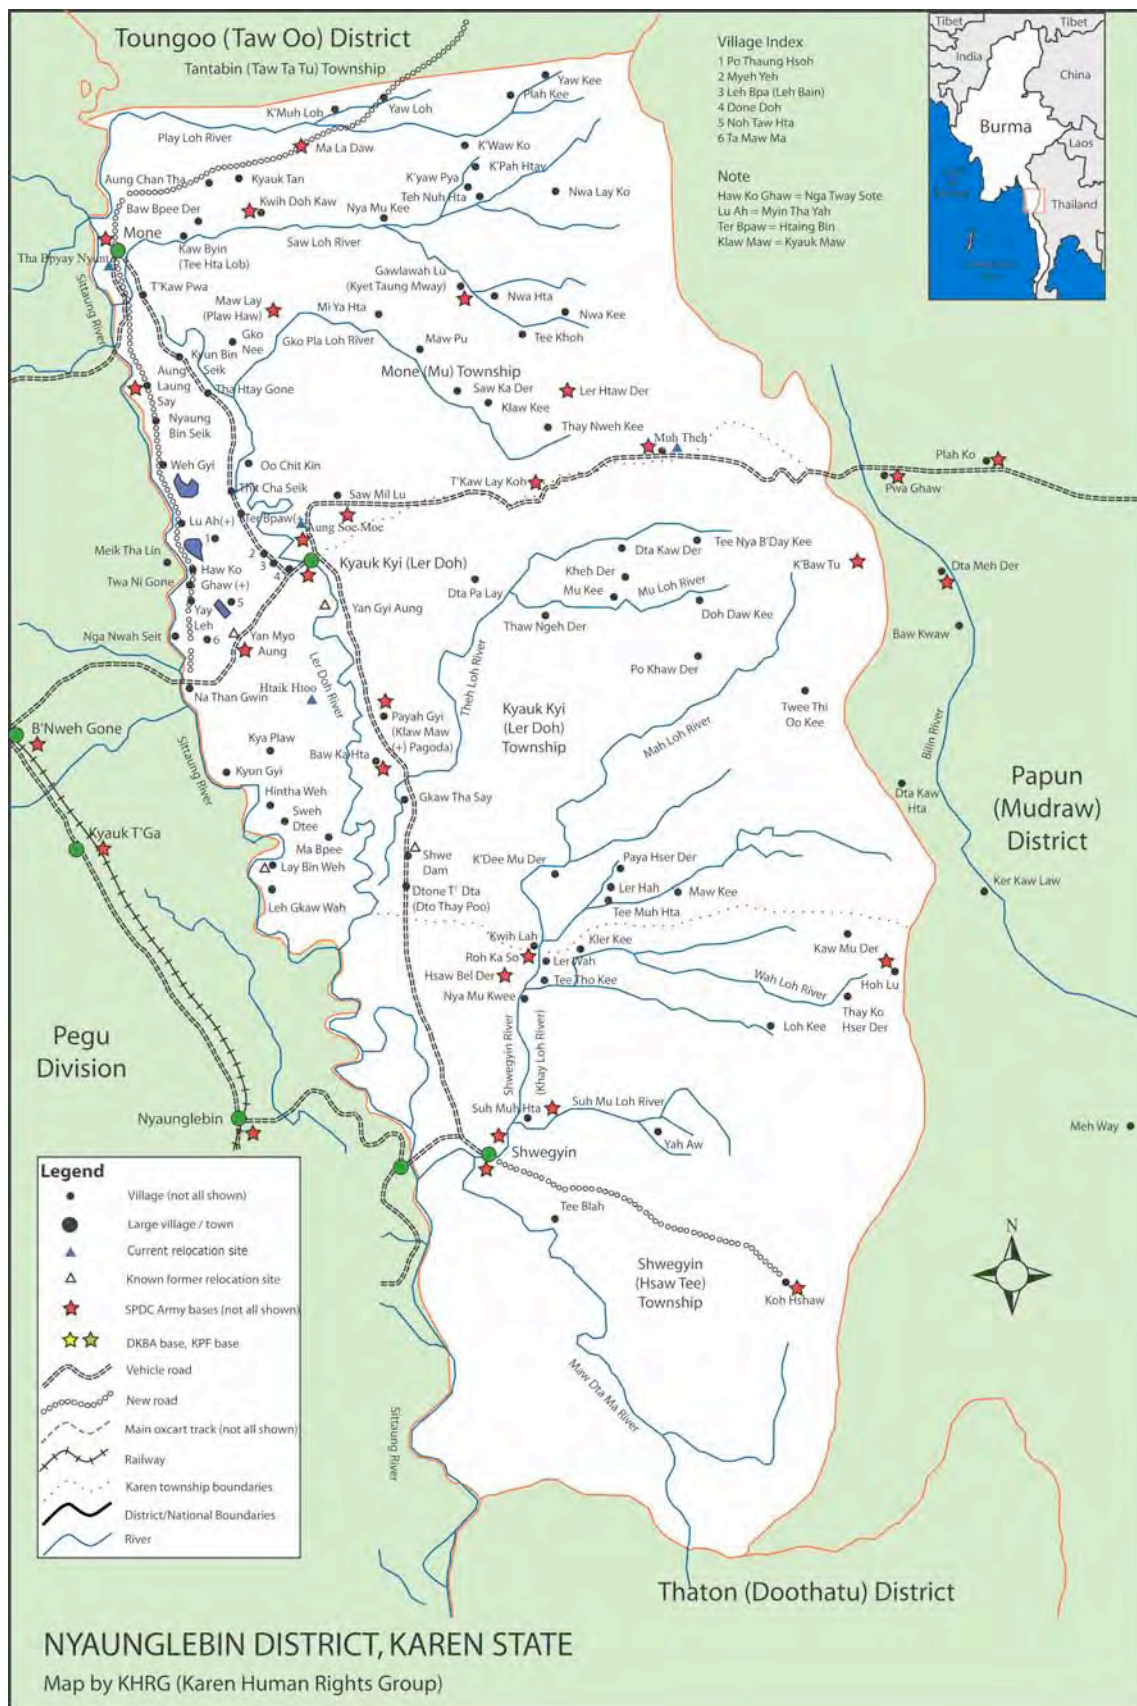 Toungoo (Taw Oo) District
Tantabin (Taw Ta Tu) Township
Village Index
1 Po Thaung Hsoh
2 Myeh Yeh
3 Leh Bpa (Leh Bain)
4 Done Doh
5 Noh Taw Hta
6 Ta Maw Ma
Note
Haw Ko Ghaw = Nga Tway Sote
Lu Ah = Myin Tha Yah
Ter Bpaw = Htaing Bin
Klaw Maw = Kyauk Maw
Tibet
Tibet
India
China
Burma
Laos
Thailand
Yaw Kee
Plah Kee
Yaw Loh
K'Muh Loh
Play Loh River
Ma La Daw
K'Waw Ko
K'Pah Htay
K'yaw Pya
Teh Nuh Hta
Nwa Lay Ko
Aung Chan Tha
Kyauk Tan
Baw Bpee Der
Kwih Doh Kaw
Nya Mu Kee
Mone
Kaw Byin
(Tee Hta Lob)
Saw Loh River
Tha Bpyay Nyunt
Sittaung River
T'Kaw Pwa
Gawlawah Lu
(Kyet Taung Mway)
Nwa Hta
Nwa Kee
Maw Lay
(Plaw Haw)
Mi Ya Hta
Tee Khoh
Gko
Nee
Gko Pla Loh River
Maw Pu
Kyun Bin
Seik
Aung
Laung
Say
Tha Htay Gone
Mone (Mu) Township
Saw Ka Der
Ler Htaw Der
Klaw Kee
Nyaung
Bin Seik
Thay Nweh Kee
Muh Theh
Weh Gyi
Oo Chit Kin
Plah Ko
Pwa Ghaw
T'Kaw Lay Koh
Thit Cha Seik
Saw Mil Lu
Lu Ah(+)
Ter Bpaw(+)
Aung Soe Moe
1
Meik Tha Lin
2
3
4
Kyauk Kyi (Ler Doh)
Haw Ko
Ghaw (+)
Twa Ni Gone
Dta Kaw Der
Tee Nya B'Day Kee
K'Baw Tu
Dta Meh Der
Kheh Der
Mu Loh River
Mu Kee
Dta Pa Lay
Yan Gyi Aung
Doh Daw Kee
Thaw Ngeh Der
Yay
Leh
5
6
Nga Nwah Seit
Yan Myo
Aung
Baw Kwaw
Ler Doh River
Theh Loh River
Po Khaw Der
Na Than Gwin
Htaik Htoo
Twee Thi
Oo Kee
Kyauk Kyi
(Ler Doh)
Township
Mah Loh River
Bilin River
B'Nweh Gone
Payah Gyi
(Klaw Maw
(+) Pagoda)
Sittaung River
Kya Plaw
Baw Ka Hta
Kyun Gyi
Hintha Weh
Gkaw Tha Say
Dta Kaw
Hta
Papun
(Mudraw)
District
Sweh
Dtee
Kyauk T'Ga
Ma Bpee
Shwe
Dam
K'Dee Mu Der
Paya Hser Der
Lay Bin Weh
Ler Hah
Maw Kee
Ker Kaw Law
Leh Gkaw Wah
Dtone T' Dta
(Dto Thay Poo)
Tee Muh Hta
Kwih Lah
Kler Kee
Kaw Mu Der
Roh Ka So
Ler Wah
Hsaw Bel Der
Tee Tho Kee
Wah Loh River
Hoh Lu
Nya Mu Kwee
Thay Ko
Hser Der
Loh Kee
Pegu
Division
Shwegyin River
(Khay Loh River)
Suh Muh Hta
Suh Mu Loh River
Nyaunglebin
Yah Aw
Meh Way
Shwegyin
Tee Blah
Shwegyin
(Hsaw Tee)
Township
Koh Hshaw
N
Maw Dta Ma River
Sittaung River
Legend
Village (not all shown)
Large village / town
Current relocation site
Known former relocation site
SPDC Army bases (not all shown)
DKBA base, KPF base
Vehicle road
New road
Main oxcart track (not all shown)
Railway
Karen township boundaries
District/National Boundaries
River
Thaton (Doothatu) District
NYAUNGLEBIN DISTRICT, KAREN STATE
Map by KHRG (Karen Human Rights Group)